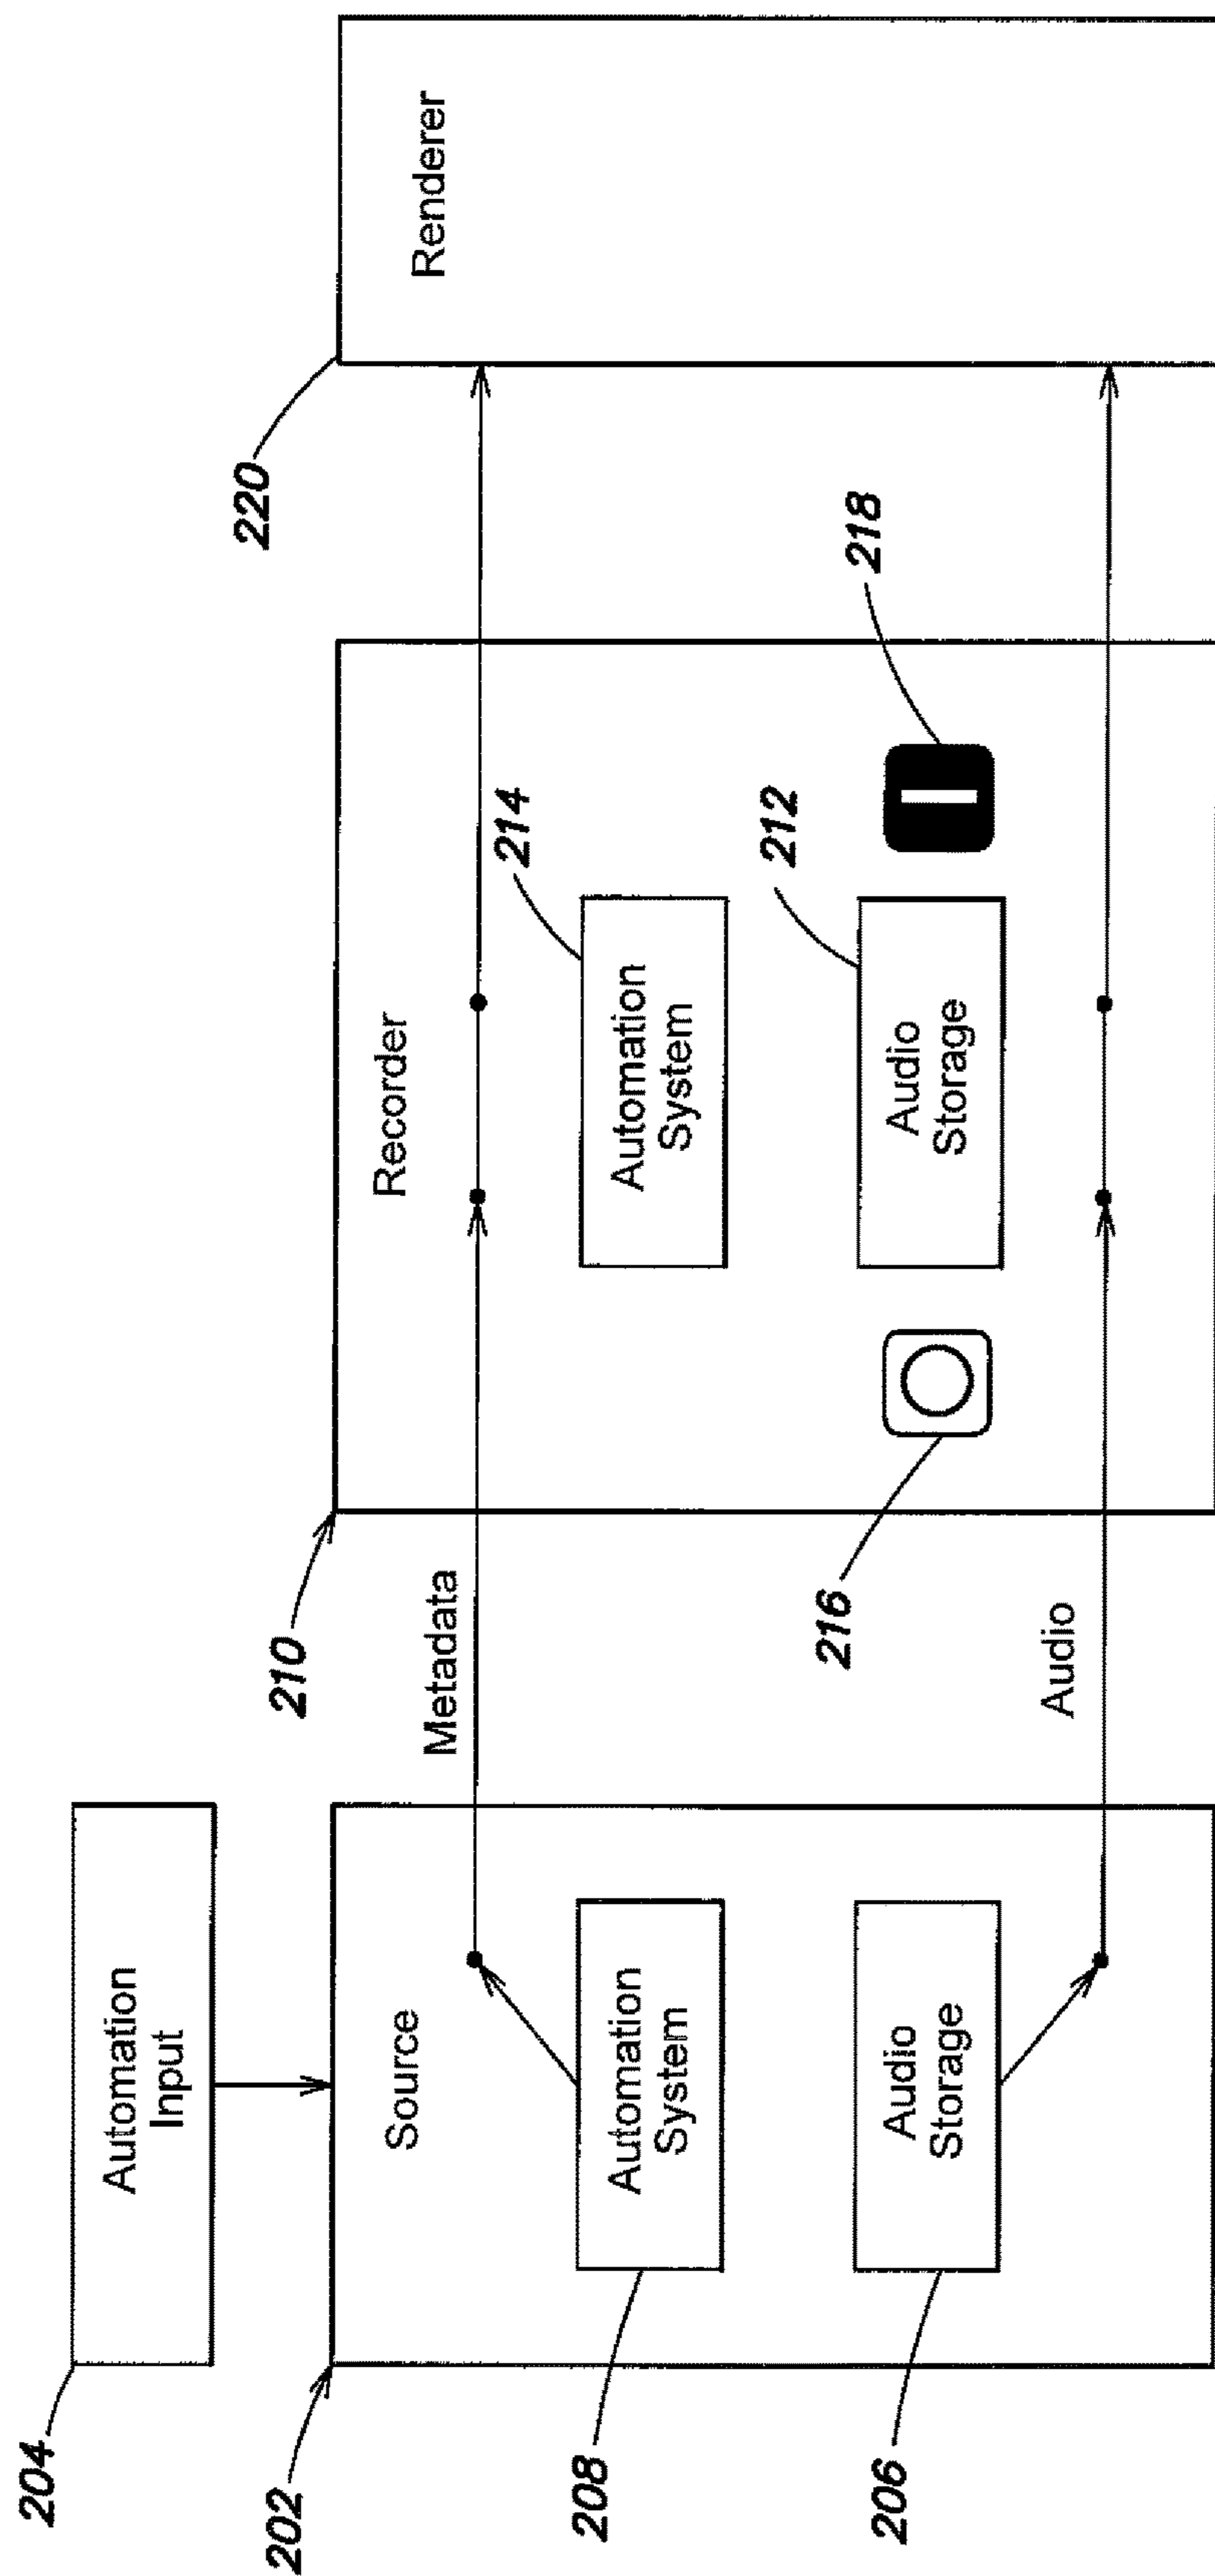 204
Automation
Input
202
Source
208
Automation
System
206
Audio
Storage
Metadata
Audio
210
Recorder
214
Automation
System
212
Audio
Storage
216
218
220
Renderer